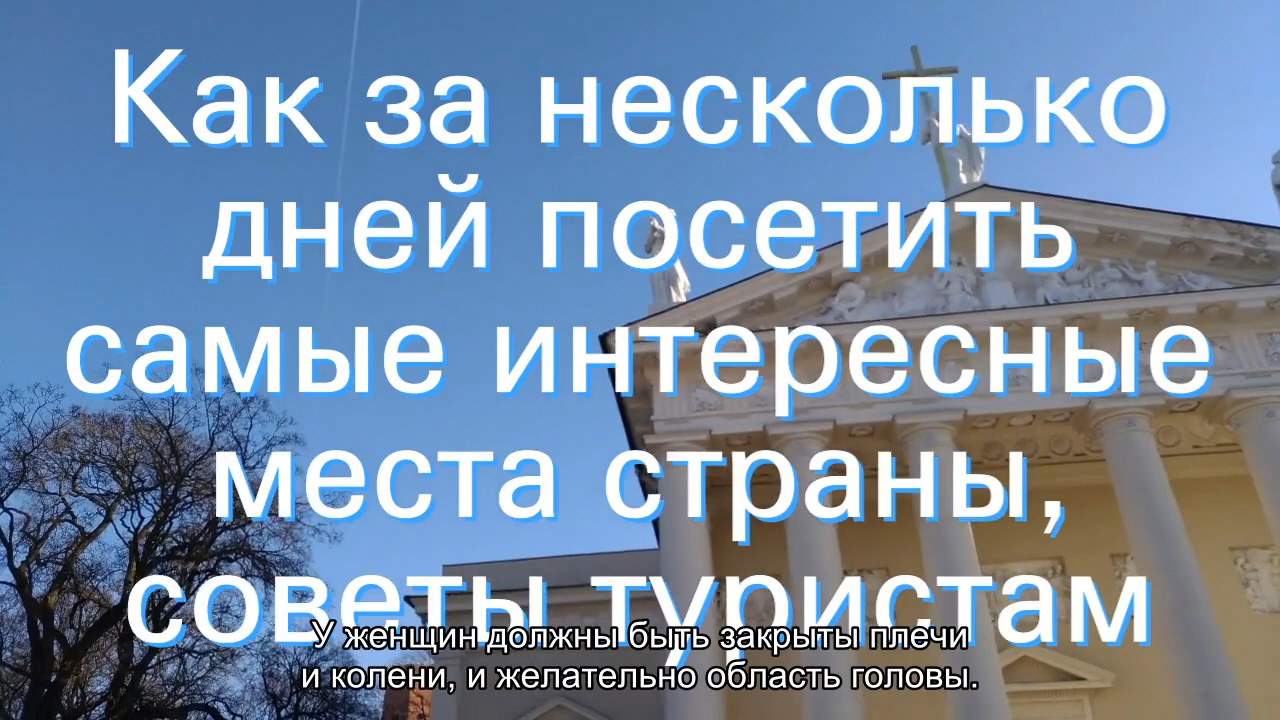 Как за несколько
дней посетить
самые интересные
места страны,
советы туристам
У женщин должны быть закрыты плечи
и колени, и желательно область головы.